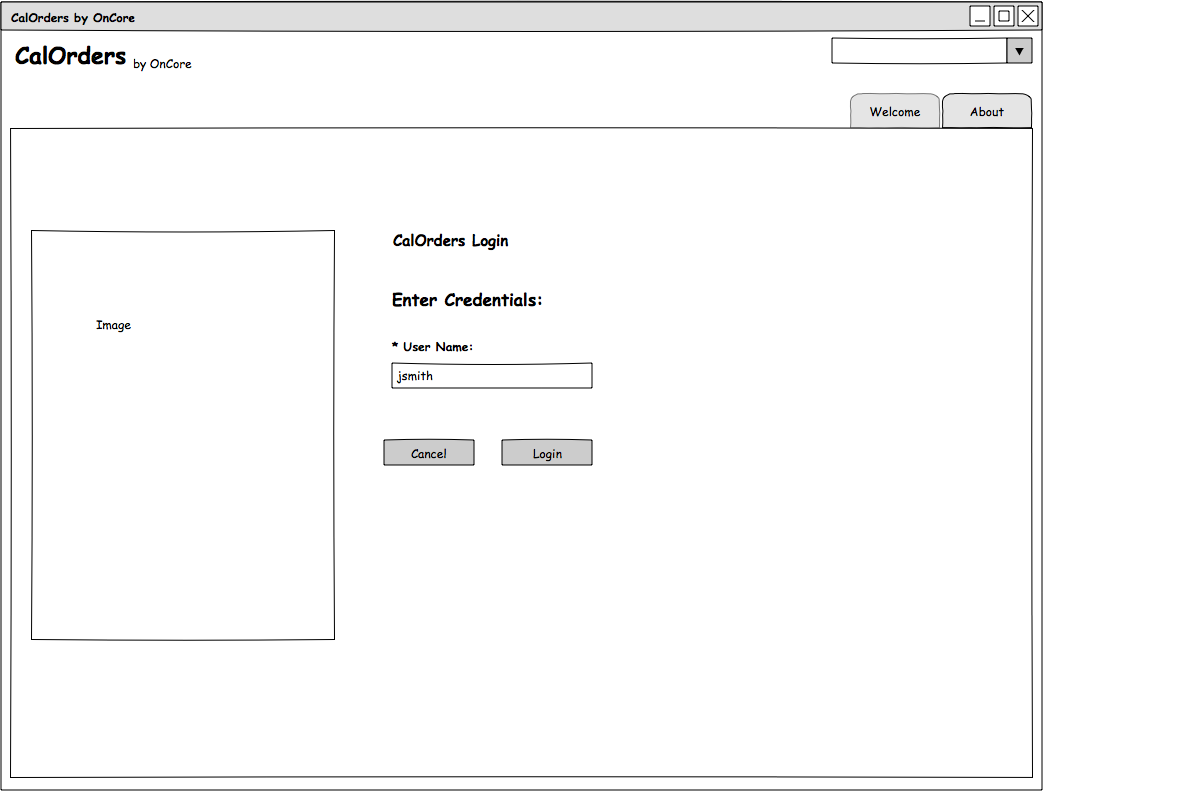 CalOrders by OnCore
CalOrders by OnCore
Welcome
About
CalOrders Login
Enter Credentials:
Image
* User Name:
jsmith
Cancel
Login